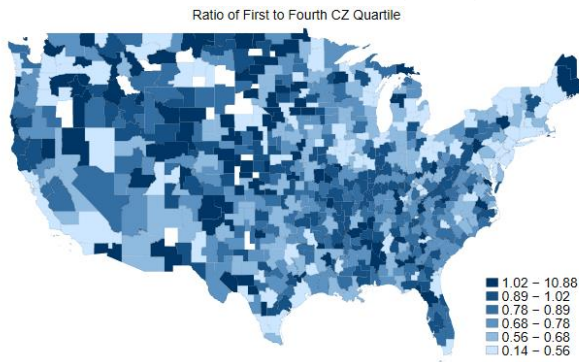 Ratio of First to Fourth CZ Quartile
1.02 − 10.88
0.89 − 1.02
0.78 − 0.89
0.68 − 0.78
0.56 − 0.68
0.14 − 0.56